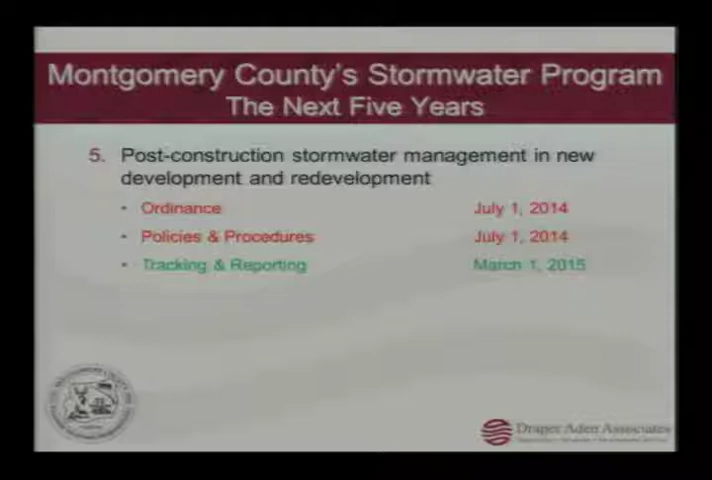 Montgomery County's Stormwater Program
The Next Five Years
5. Post-construction stormwater management in new
development and redevelopment
• Ordinance July 1, 2014
• Policies & Procedures July 1, 2014
• Tracking & Reporting March 1, 2015
Draper Aden Associates